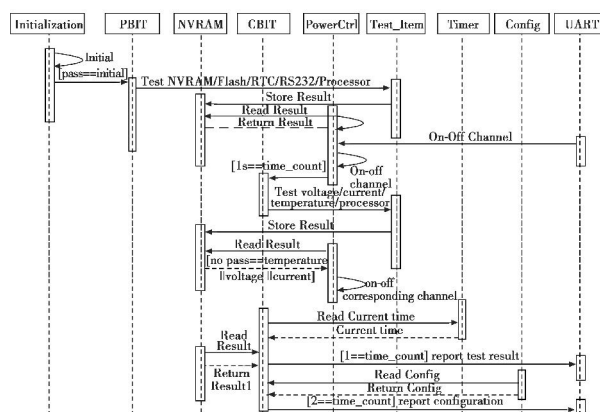 Initialization PBIT NVRAM CBIT PowerCtrl Test_Item Timer Config UART
Initial
[pass==initial]
Test NVRAM/Flash/RTC/RS232/Processor
Store Result
Read Result
Return Result
On-Off Channel
[1s==time_count]
On-off
channel
Test voltage/current/
temperature/processor
Store Result
Read Result
[no pass==temperature
||voltage ||current]
on-off
corresponding channel
Read Current time
Current time
Read
Result
[1==time_count] report test result
Return
Result1
Read Config
Return Config
[2==time_count] report configuration